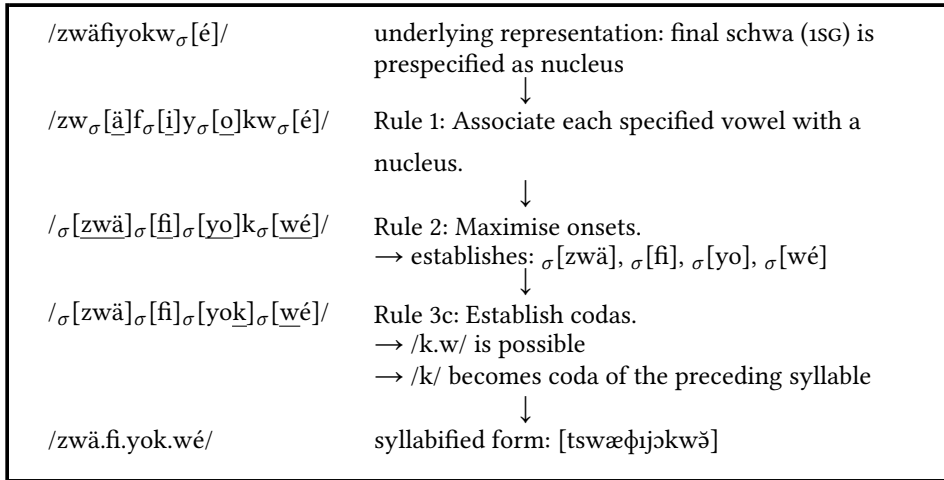 /zwäfiyokwσ[é]/ underlying representation: final schwa (1SG) is
prespecified as nucleus
↓
/zwσ[ä]fσ[i]yσ[o]kwσ[é]/ Rule 1: Associate each specified vowel with a
nucleus.
↓
/σ[zwä]σ[fi]σ[yo]kσ[wé]/ Rule 2: Maximise onsets.
→ establishes: σ[zwä], σ[fi], σ[yo], σ[wé]
↓
/σ[zwä]σ[fi]σ[yok]σ[wé]/ Rule 3c: Establish codas.
→ /k.w/ is possible
→ /k/ becomes coda of the preceding syllable
↓
/zwä.fi.yok.wé/ syllabified form: [tswæɸɪjɔkwə̆]